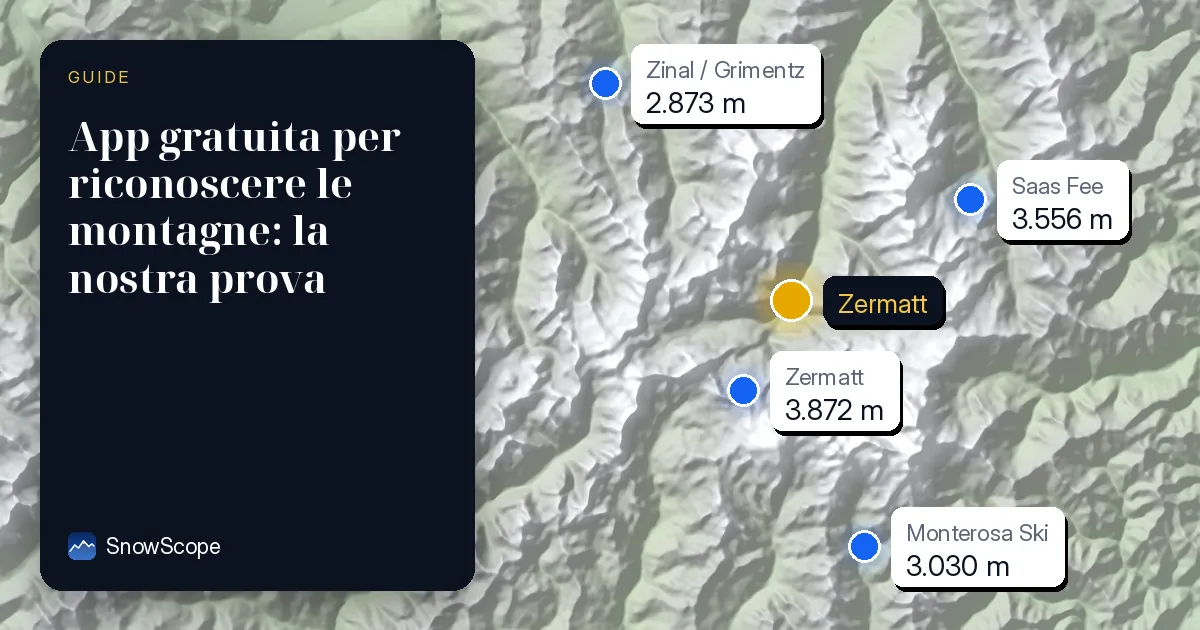 GUIDE
App gratuita per
riconoscere le
montagne: la
nostra prova
SnowScope
Zinal / Grimentz
2.873 m
Saas Fee
3.556 m
Zermatt
Zermatt
3.872 m
Monterosa Ski
3.030 m